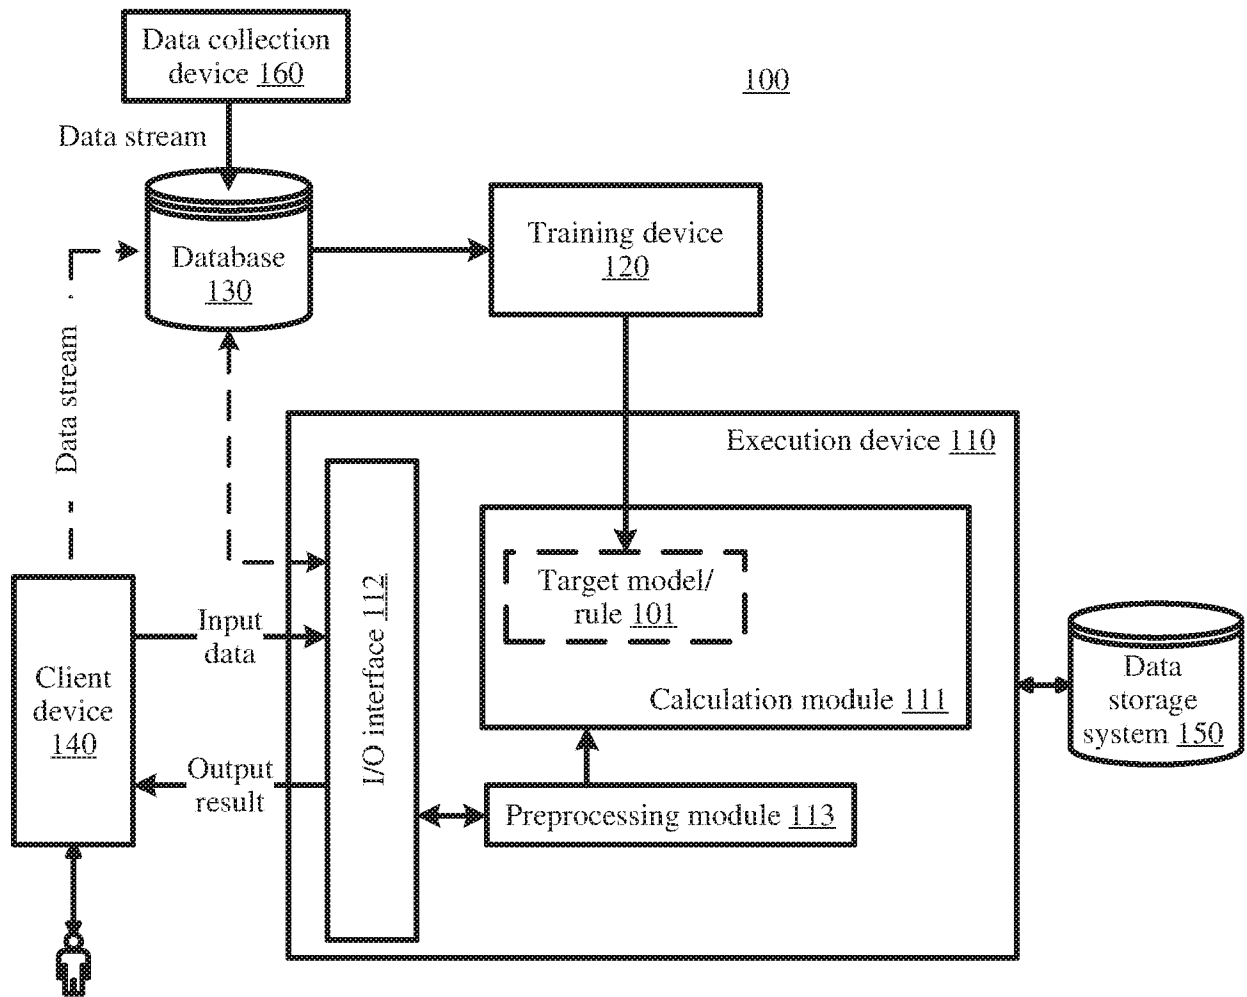 Data collection
device 160
100
Data stream
Training device
120
Database
130
Data stream
Execution device 110
Target model/
rule 101
I/O interface 112
Input
data
Calculation module 111
Data
storage
system 150
Client
device
140
Output
result
Preprocessing module 113